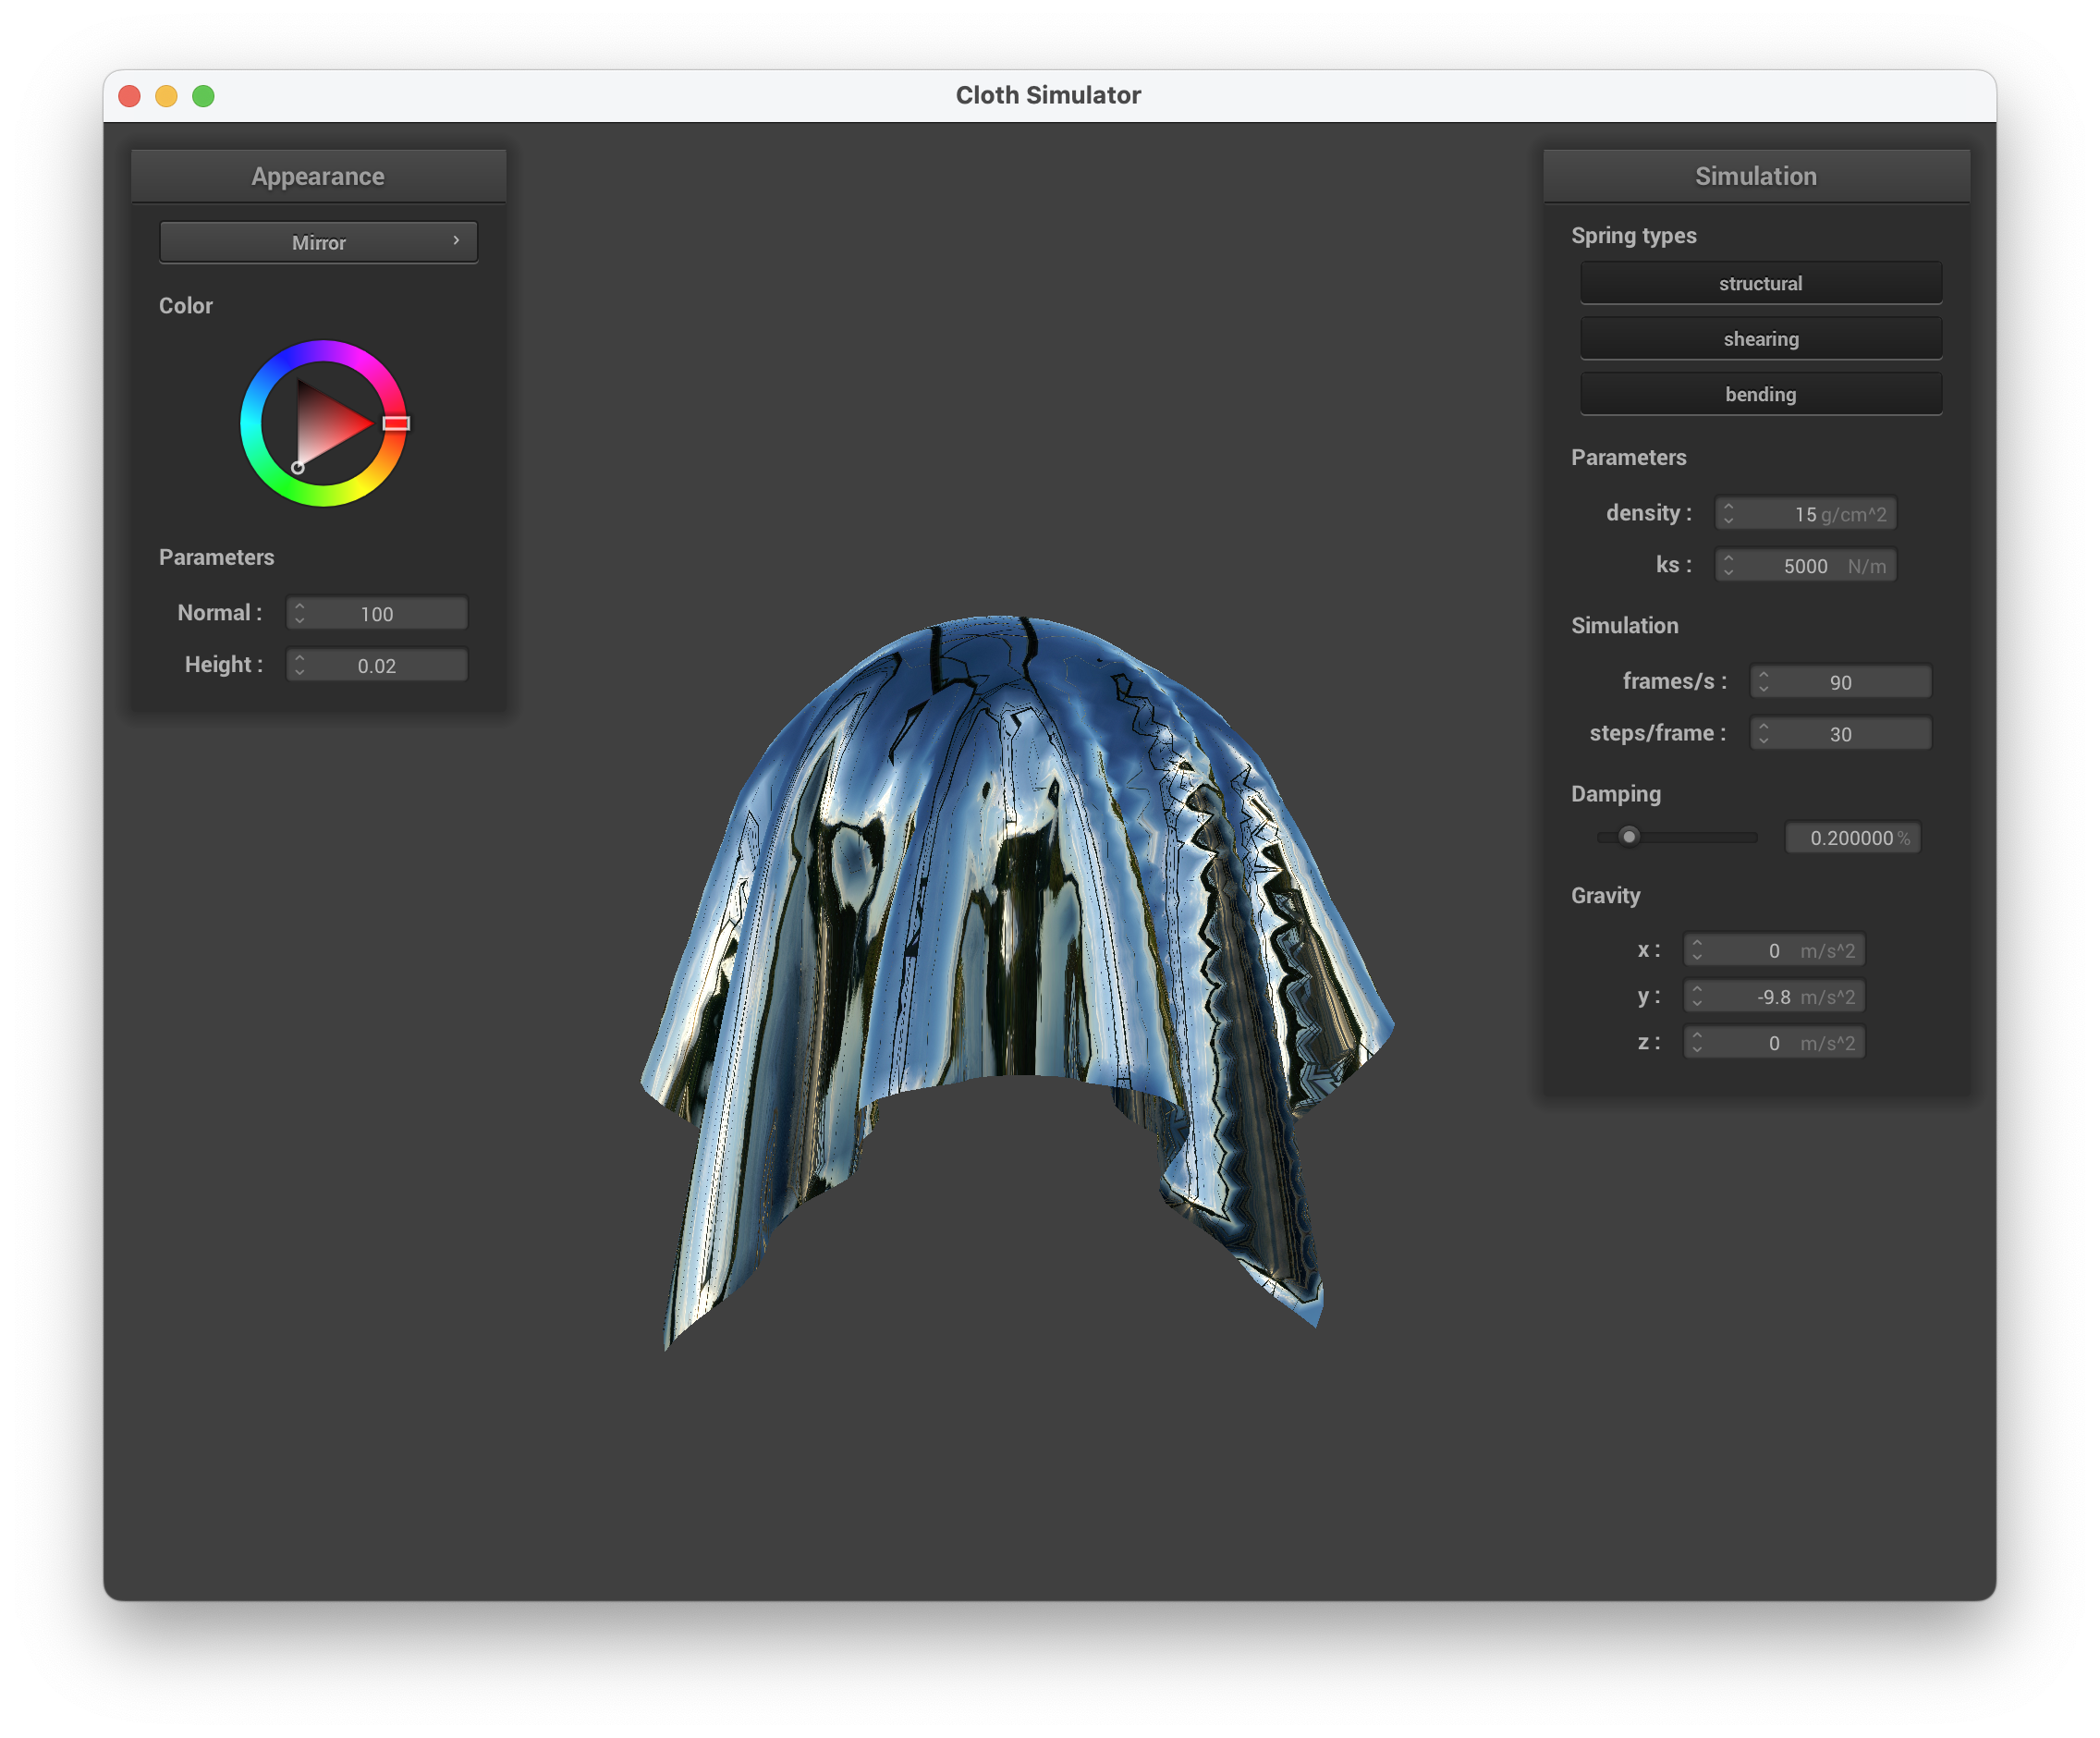 Cloth Simulator
Appearance
Mirror
Color
Parameters
Normal : 100
Height : 0.02
Simulation
Spring types
structural
shearing
bending
Parameters
density : 15 g/cm^2
ks : 5000 N/m
Simulation
frames/s : 90
steps/frame : 30
Damping
0.200000 %
Gravity
x : 0 m/s^2
y : -9.8 m/s^2
z : 0 m/s^2